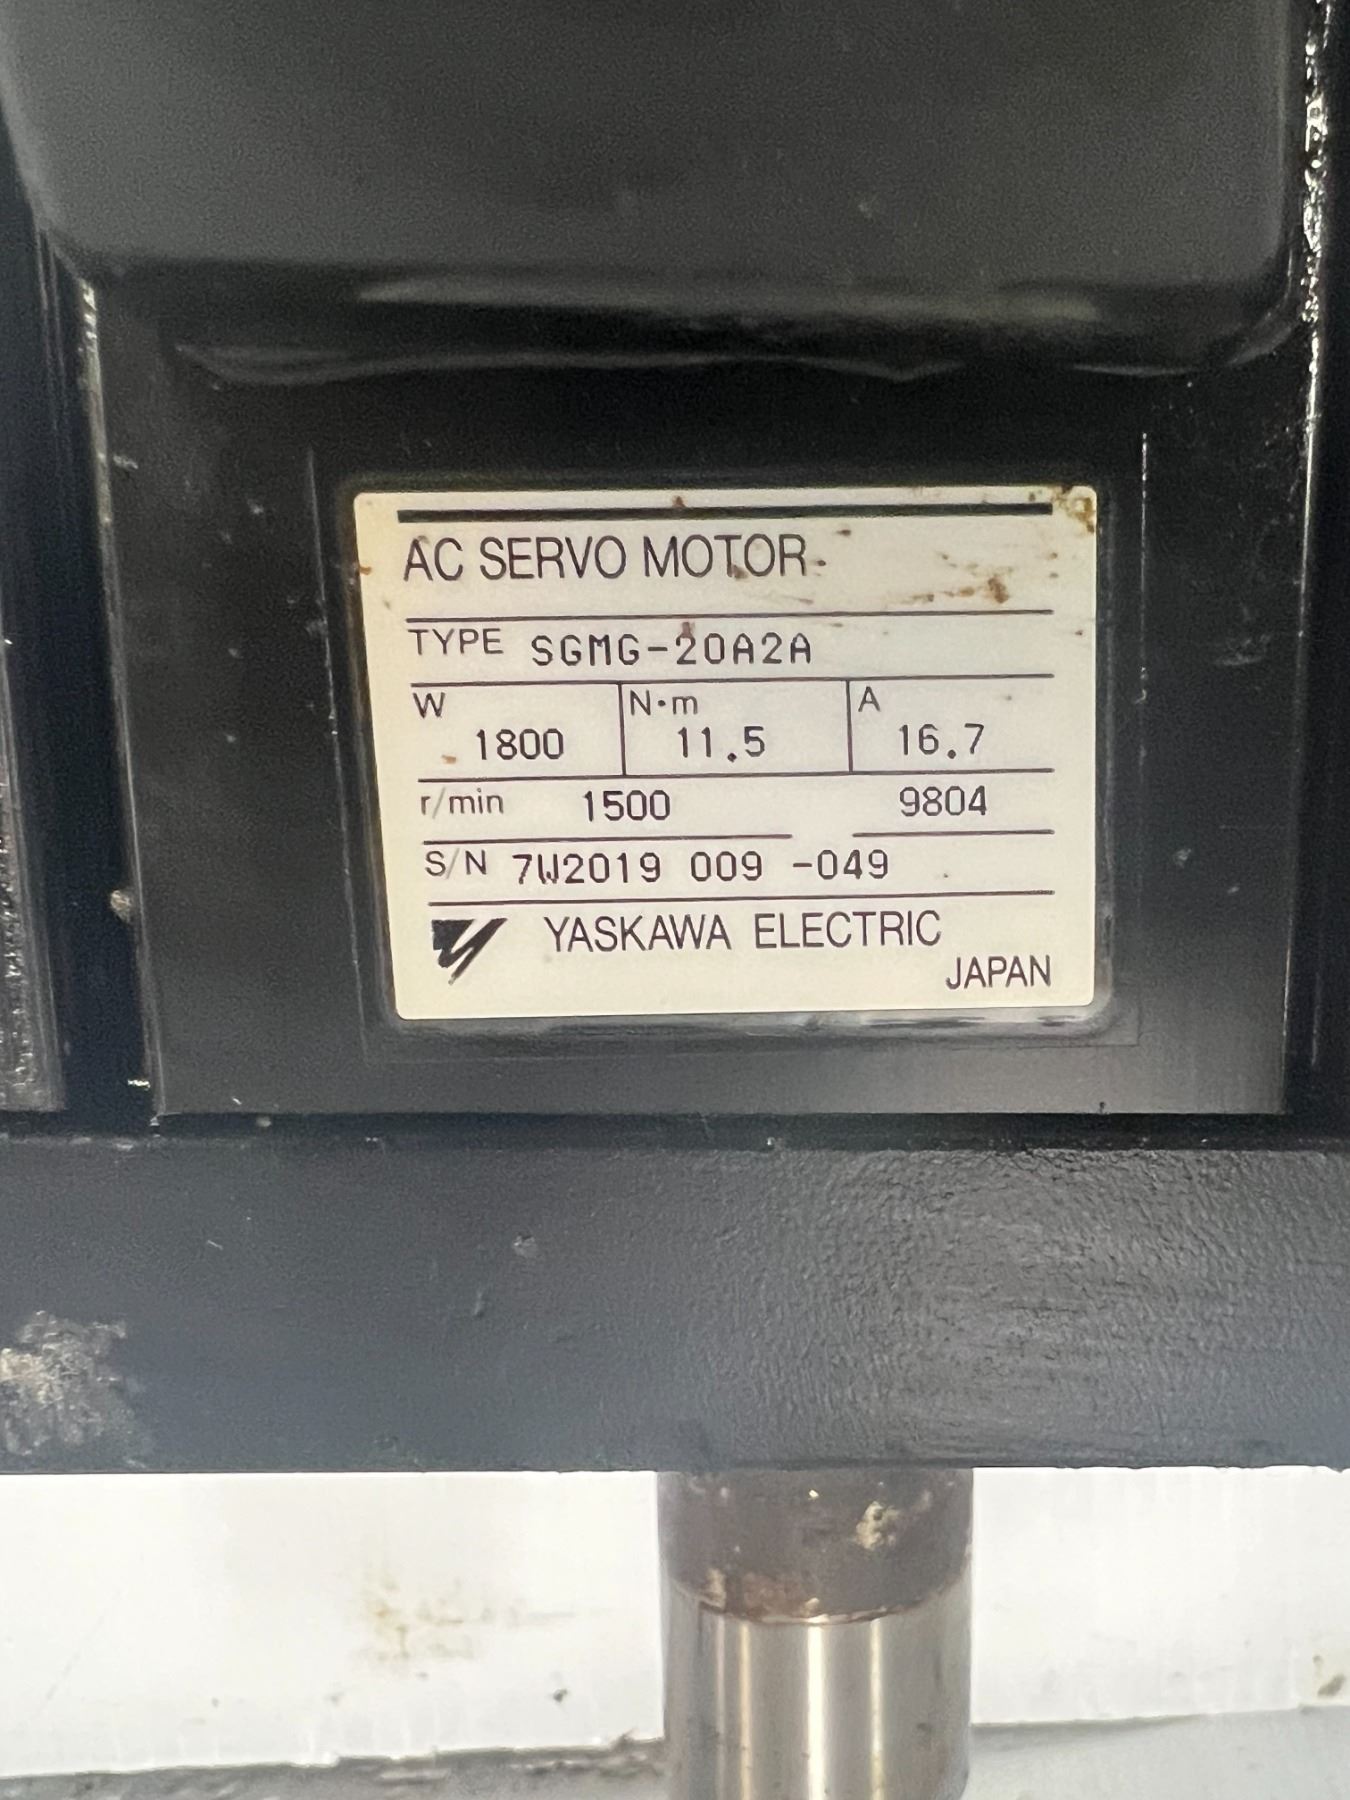 AC SERVO MOTOR
TYPE SGMG-20A2A
W N·m A
1800 11.5 16.7
r/min 1500 9804
S/N 7W2019 009 -049
YASKAWA ELECTRIC
JAPAN